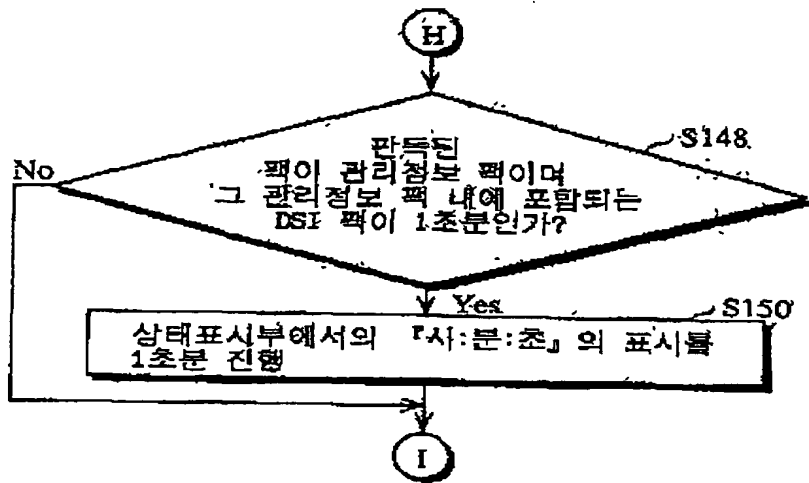 H
S148
판독된
No
팩이 관리정보 팩이며
그 관리정보 팩 내에 포함되는
DSI 팩이 1초분인가?
Yes
S150
상태표시부에서의 『시:분:초』의 표시를
1초분 진행
I